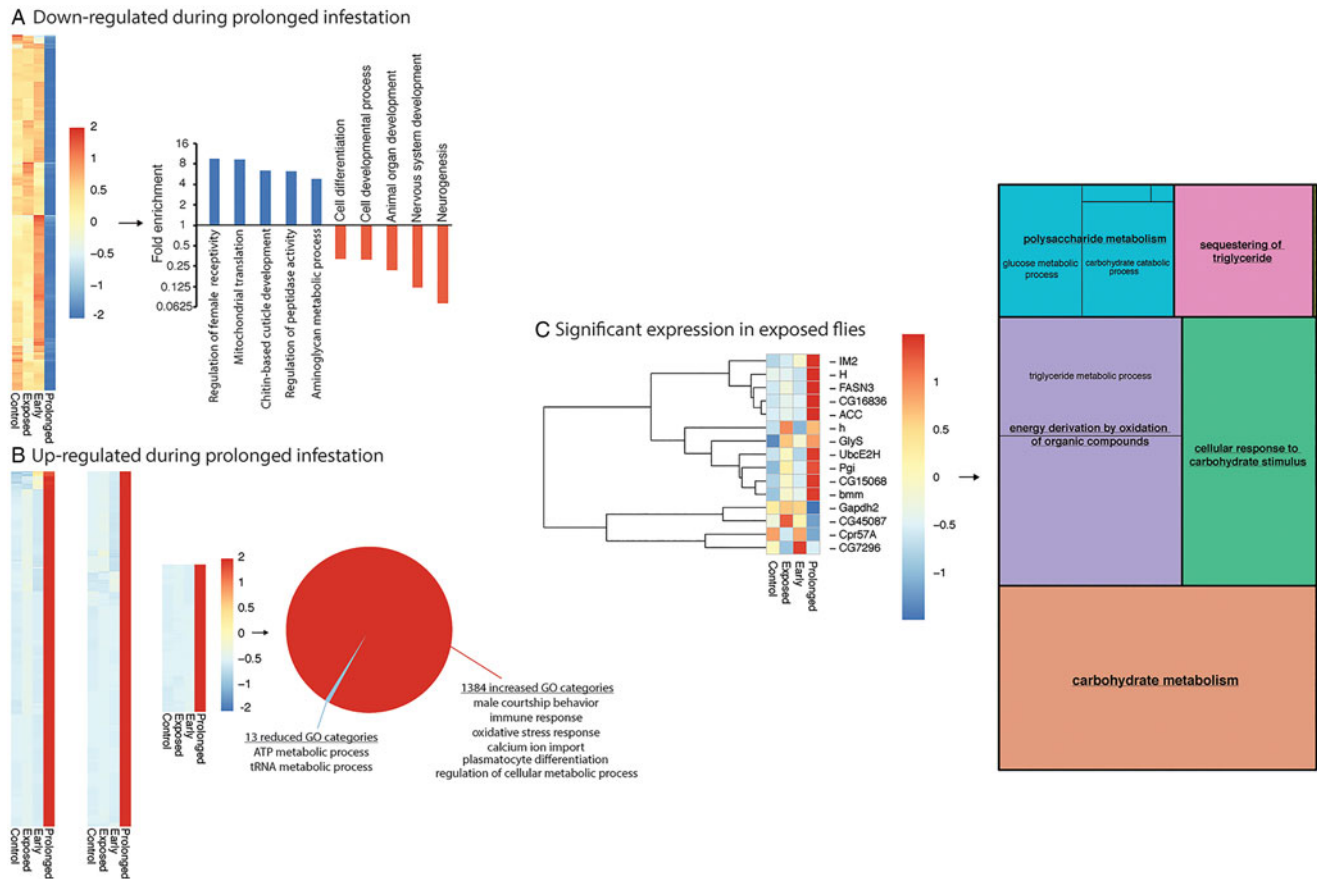 A Down-regulated during prolonged infestation
2
1
0.5
0
−0.5
−1
-2
Control
Exposed
Early
Prolonged
Fold enrichment
16
8
4
2
1
0.5
0.25
0.125
0.0625
Regulation of female receptivity
Mitochondrial translation
Chitin-based cuticle development
Regulation of peptidase activity
Aminoglycan metabolic process
Cell differentiation
Cell developmental process
Animal organ development
Nervous system development
Neurogenesis
B Up-regulated during prolonged infestation
Control
Exposed
Early
Prolonged
Control
Exposed
Early
Prolonged
Control
Exposed
Early
Prolonged
2
1
0.5
0
−0.5
−1
-2
13 reduced GO categories
ATP metabolic process
tRNA metabolic process
1384 increased GO categories
male courtship behavior
immune response
oxidative stress response
calcium ion import
plasmatocyte differentiation
regulation of cellular metabolic process
C Significant expression in exposed flies
– IM2
– H
– FASN3
– CG16836
– ACC
– h
– GlyS
– UbcE2H
– Pgi
– CG15068
– bmm
– Gapdh2
– CG45087
– Cpr57A
– CG7296
Control
Exposed
Early
Prolonged
1
0.5
0
−0.5
−1
polysaccharide metabolism
glucose metabolic
process
carbohydrate catabolic
process
sequestering of
triglyceride
triglyceride metabolic process
energy derivation by oxidation
of organic compounds
cellular response to
carbohydrate stimulus
carbohydrate metabolism